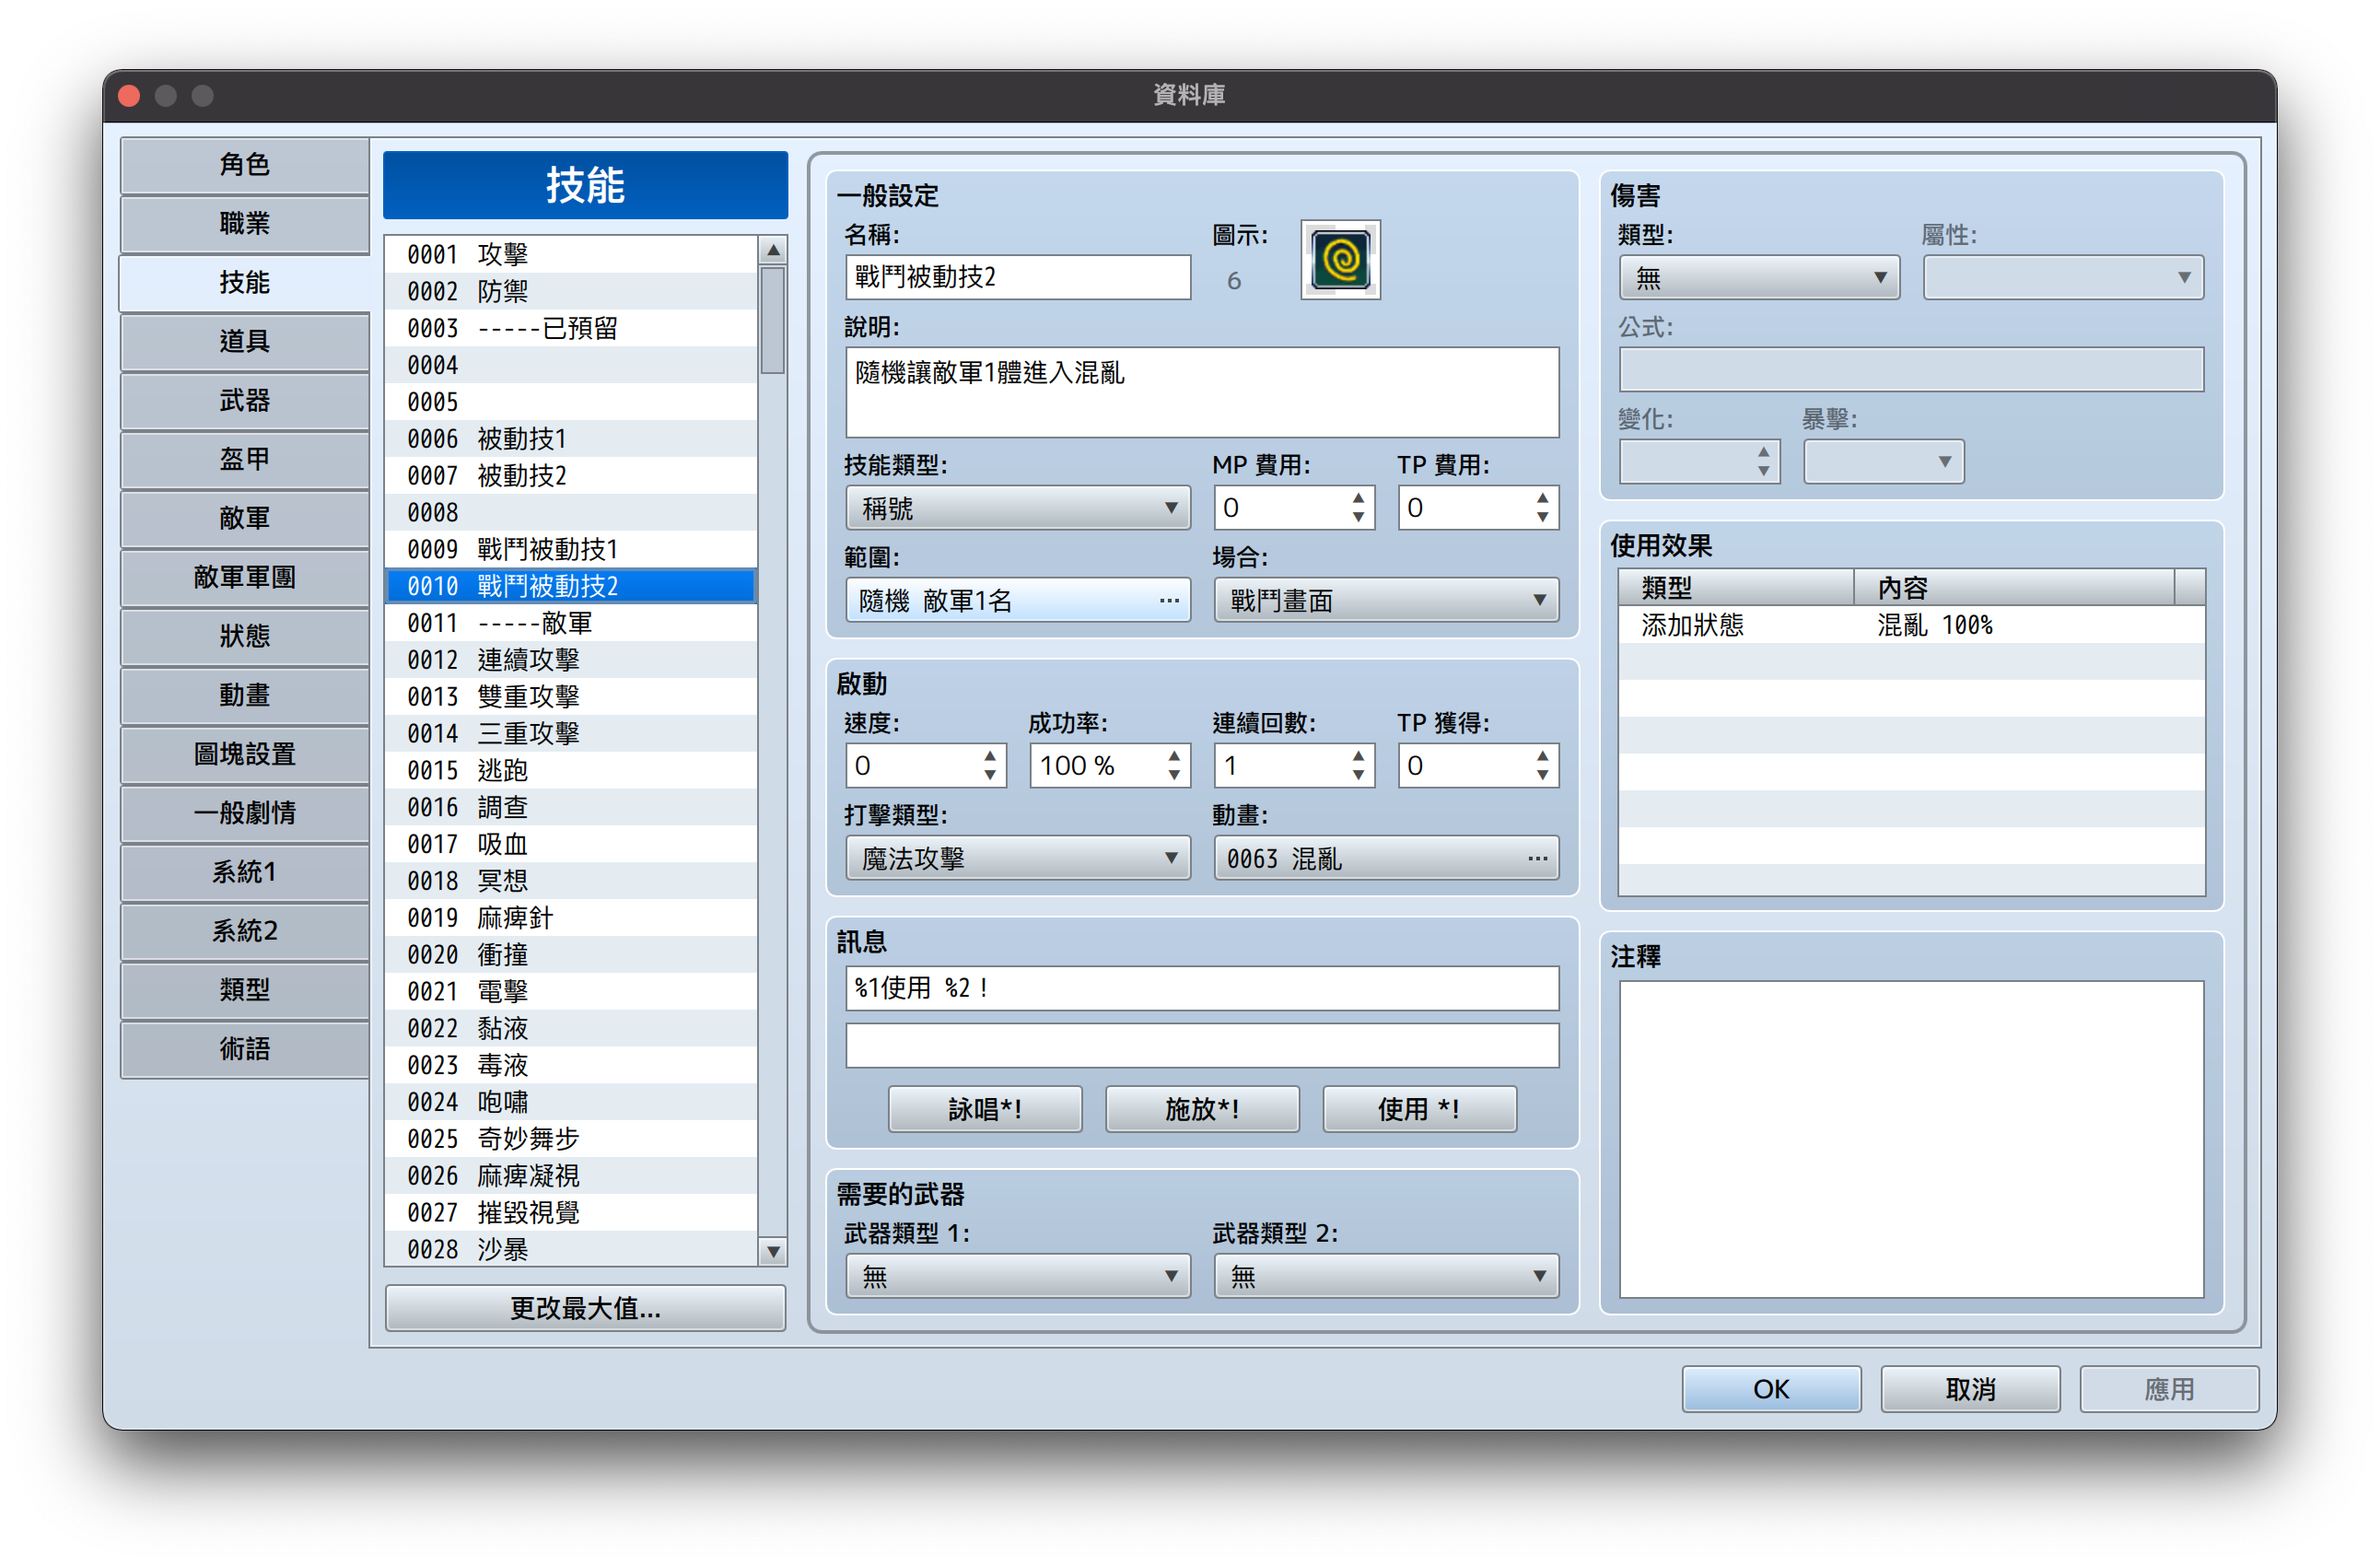 資料庫
角色
職業
技能
道具
武器
盔甲
敵軍
敵軍軍團
狀態
動畫
圖塊設置
一般劇情
系統1
系統2
類型
術語
技能
0001 攻擊
0002 防禦
0003 -----已預留
0004
0005
0006 被動技1
0007 被動技2
0008
0009 戰鬥被動技1
0010 戰鬥被動技2
0011 -----敵軍
0012 連續攻擊
0013 雙重攻擊
0014 三重攻擊
0015 逃跑
0016 調查
0017 吸血
0018 冥想
0019 麻痺針
0020 衝撞
0021 電擊
0022 黏液
0023 毒液
0024 咆嘯
0025 奇妙舞步
0026 麻痺凝視
0027 摧毀視覺
0028 沙暴
更改最大值...
一般設定
名稱: 圖示:
戰鬥被動技2 6
說明:
隨機讓敵軍1體進入混亂
技能類型: MP 費用: TP 費用:
稱號 0 0
範圍: 場合:
隨機 敵軍1名 ... 戰鬥畫面
啟動
速度: 成功率: 連續回數: TP 獲得:
0 100 % 1 0
打擊類型: 動畫:
魔法攻擊 0063 混亂 ...
訊息
%1使用 %2！
詠唱*! 施放*! 使用 *!
需要的武器
武器類型 1: 武器類型 2:
無 無
傷害
類型: 屬性:
無
公式:
變化: 暴擊:
使用效果
類型 內容
添加狀態 混亂 100%
注釋
OK 取消 應用